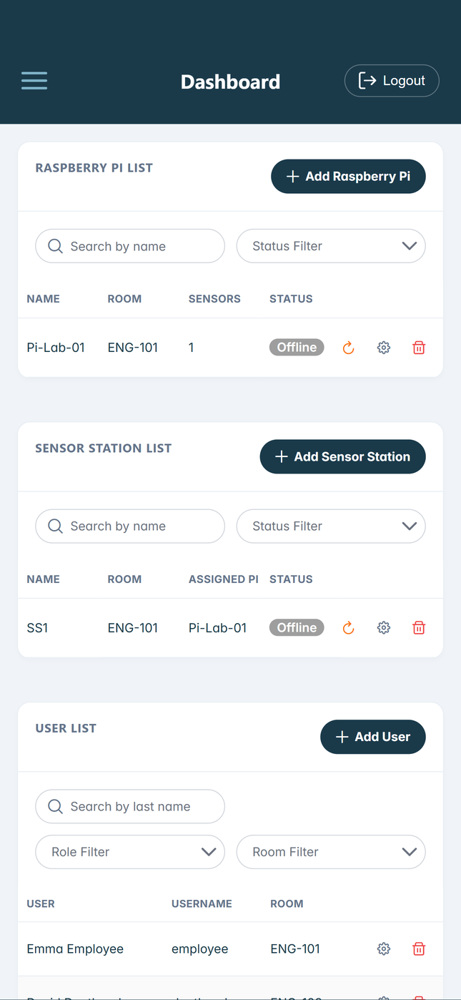 Dashboard
Logout
RASPBERRY PI LIST
Add Raspberry Pi
Search by name
Status Filter
NAME ROOM SENSORS STATUS
Pi-Lab-01 ENG-101 1 Offline
SENSOR STATION LIST
Add Sensor Station
Search by name
Status Filter
NAME ROOM ASSIGNED PI STATUS
SS1 ENG-101 Pi-Lab-01 Offline
USER LIST
Add User
Search by last name
Role Filter
Room Filter
USER USERNAME ROOM
Emma Employee employee ENG-101